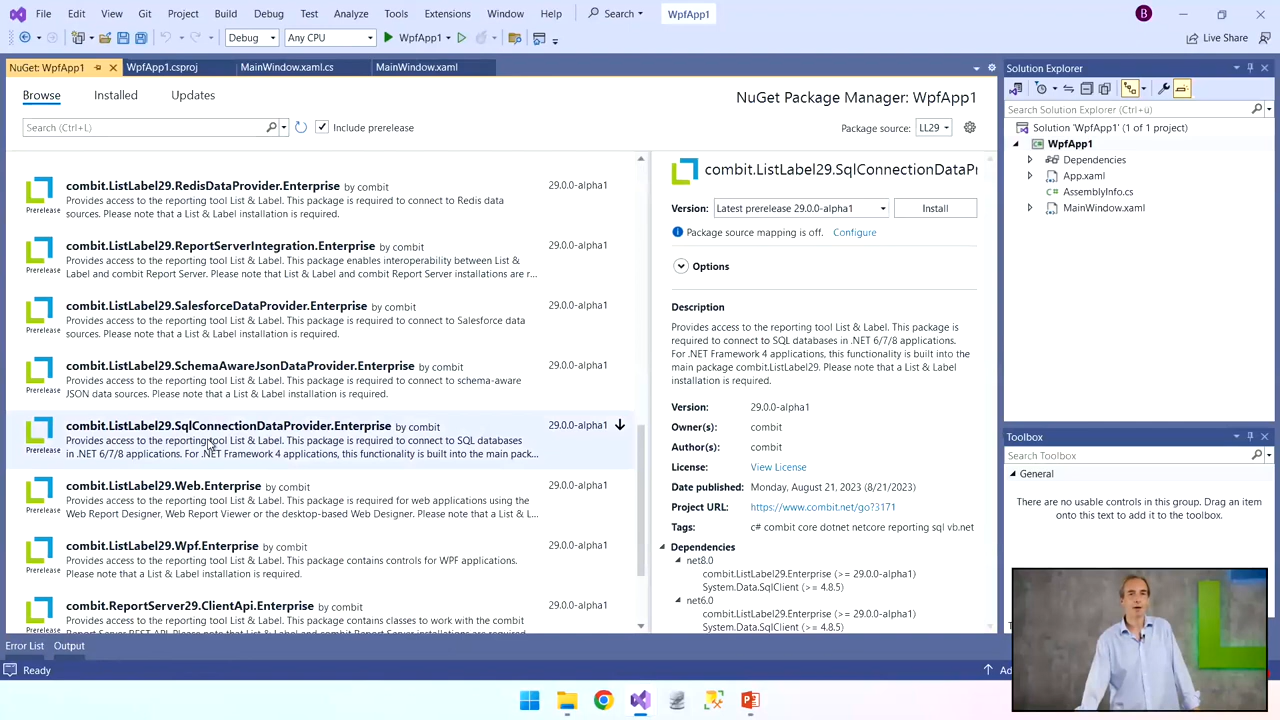 File Edit View Git Project Build Debug Test Analyze Tools Extensions Window Help Search WpfApp1 B
Debug Any CPU WpfApp1 Live Share
NuGet: WpfApp1 WpfApp1.csproj MainWindow.xaml.cs MainWindow.xaml
Browse Installed Updates
NuGet Package Manager: WpfApp1
Search (Ctrl+L) Include prerelease Package source: LL29
combit.ListLabel29.RedisDataProvider.Enterprise by combit 29.0.0-alpha1
Provides access to the reporting tool List & Label. This package is required to connect to Redis data
sources. Please note that a List & Label installation is required.
Prerelease
combit.ListLabel29.ReportServerIntegration.Enterprise by combit 29.0.0-alpha1
Provides access to the reporting tool List & Label. This package enables interoperability between List &
Label and combit Report Server. Please note that List & Label and combit Report Server installations are r...
Prerelease
combit.ListLabel29.SalesforceDataProvider.Enterprise by combit 29.0.0-alpha1
Provides access to the reporting tool List & Label. This package is required to connect to Salesforce data
sources. Please note that a List & Label installation is required.
Prerelease
combit.ListLabel29.SchemaAwareJsonDataProvider.Enterprise by combit 29.0.0-alpha1
Provides access to the reporting tool List & Label. This package is required to connect to schema-aware
JSON data sources. Please note that a List & Label installation is required.
Prerelease
combit.ListLabel29.SqlConnectionDataProvider.Enterprise by combit 29.0.0-alpha1
Provides access to the reporting tool List & Label. This package is required to connect to SQL databases
in .NET 6/7/8 applications. For .NET Framework 4 applications, this functionality is built into the main pack...
Prerelease
combit.ListLabel29.Web.Enterprise by combit 29.0.0-alpha1
Provides access to the reporting tool List & Label. This package is required for web applications using the
Web Report Designer, Web Report Viewer or the desktop-based Web Designer. Please note that a List & L...
Prerelease
combit.ListLabel29.Wpf.Enterprise by combit 29.0.0-alpha1
Provides access to the reporting tool List & Label. This package contains controls for WPF applications.
Please note that a List & Label installation is required.
Prerelease
combit.ReportServer29.ClientApi.Enterprise by combit 29.0.0-alpha1
Provides access to the reporting tool List & Label. This package contains classes to work with the combit
Prerelease
combit.ListLabel29.SqlConnectionDataPr
Version: Latest prerelease 29.0.0-alpha1 Install
Package source mapping is off. Configure
Options
Description
Provides access to the reporting tool List & Label. This package is
required to connect to SQL databases in .NET 6/7/8 applications.
For .NET Framework 4 applications, this functionality is built into the
main package combit.ListLabel29. Please note that a List & Label
installation is required.
Version: 29.0.0-alpha1
Owner(s): combit
Author(s): combit
License: View License
Date published: Monday, August 21, 2023 (8/21/2023)
Project URL: https://www.combit.net/go?3171
Tags: c# combit core dotnet netcore reporting sql vb.net
Dependencies
net8.0
combit.ListLabel29.Enterprise (>= 29.0.0-alpha1)
System.Data.SqlClient (>= 4.8.5)
net6.0
combit.ListLabel29.Enterprise (>= 29.0.0-alpha1)
System.Data.SqlClient (>= 4.8.5)
Solution Explorer
Search Solution Explorer (Ctrl+ü)
Solution 'WpfApp1' (1 of 1 project)
WpfApp1
Dependencies
App.xaml
AssemblyInfo.cs
MainWindow.xaml
Toolbox
Search Toolbox
General
There are no usable controls in this group. Drag an item
onto this text to add it to the toolbox.
Error List Output
Ready